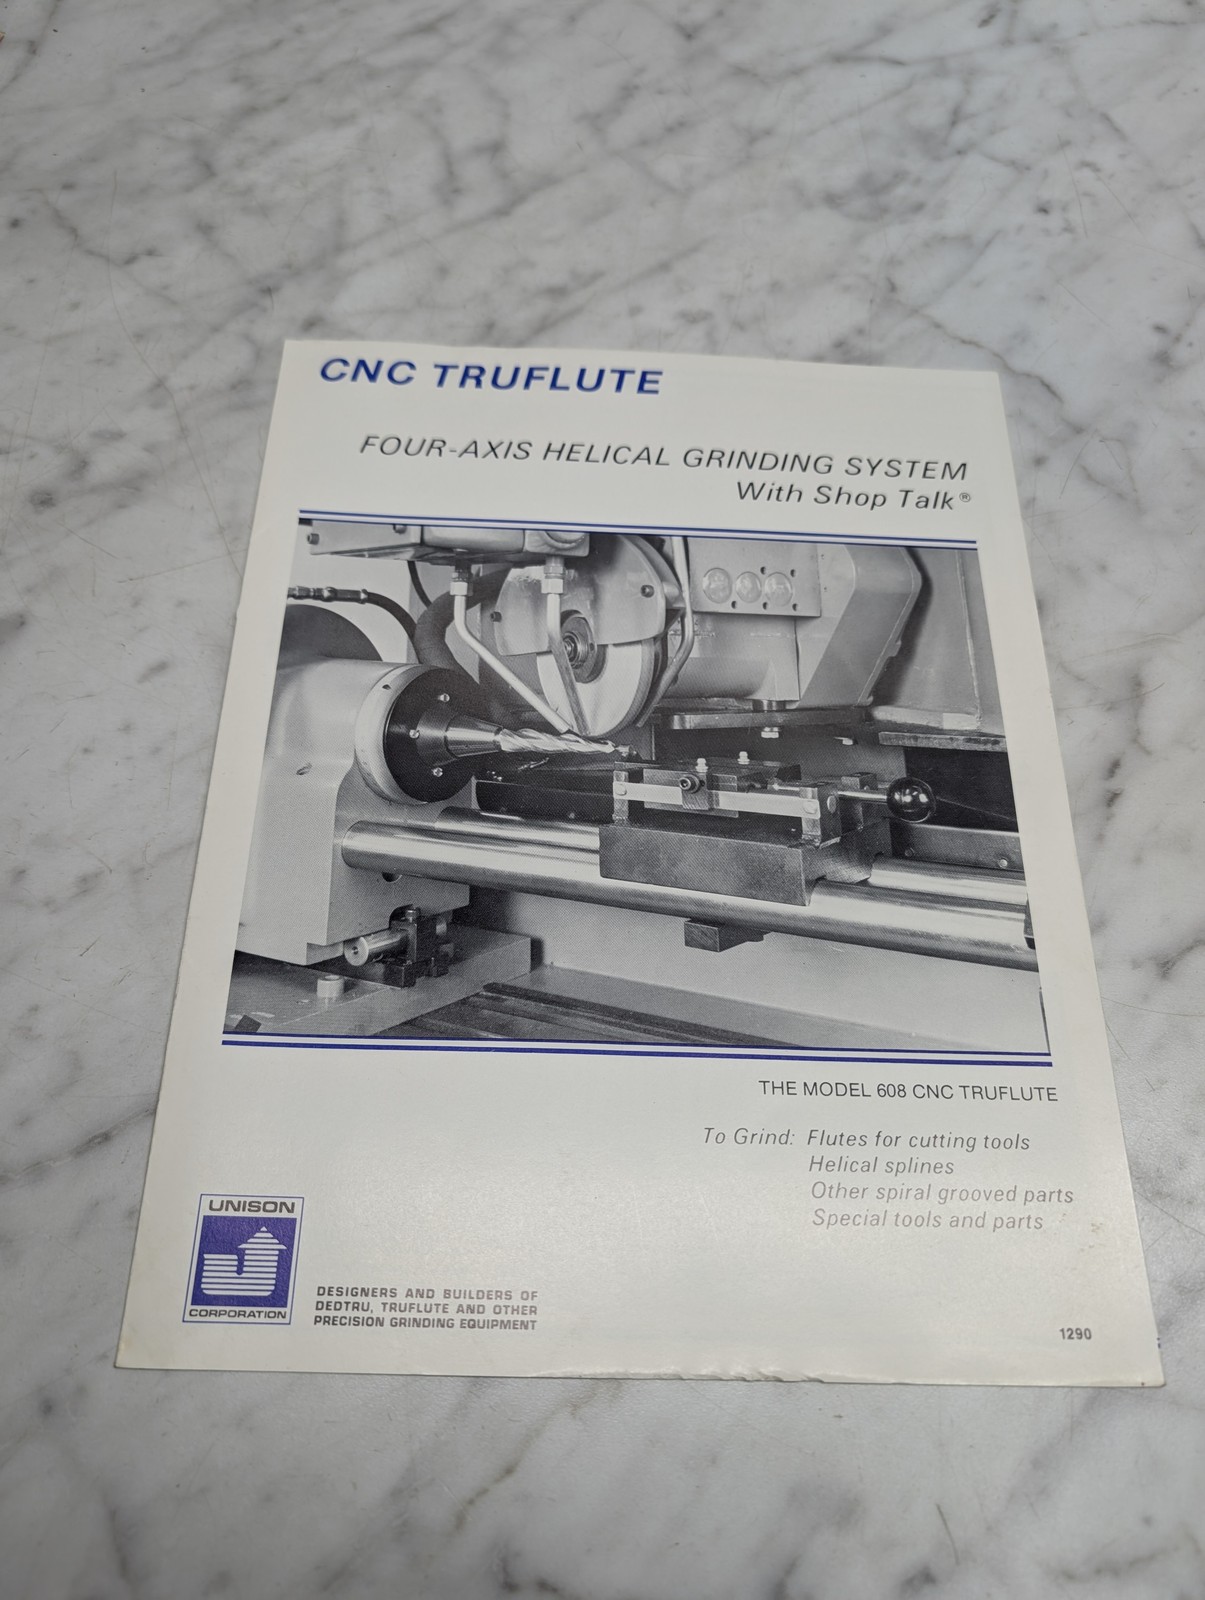 CNC TRUFLUTE
FOUR-AXIS HELICAL GRINDING SYSTEM
With Shop Talk®
THE MODEL 608 CNC TRUFLUTE
To Grind: Flutes for cutting tools
Helical splines
Other spiral grooved parts
Special tools and parts
UNISON
CORPORATION
DESIGNERS AND BUILDERS OF
DEDTRU, TRUFLUTE AND OTHER
PRECISION GRINDING EQUIPMENT
1290